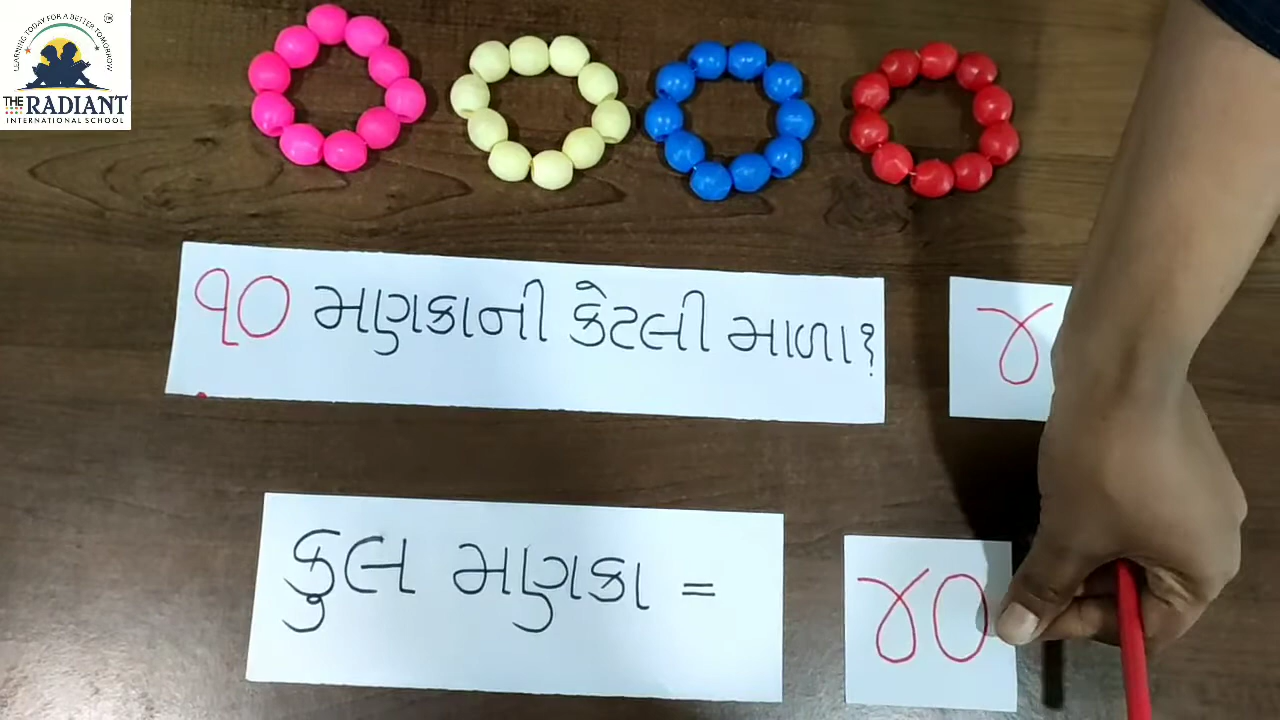 LEARNING TODAY FOR A BETTER TOMORROW
THE RADIANT
INTERNATIONAL SCHOOL
૧૦ મણકાની કેટલી માળા?
૪
કુલ મણકા =
૪૦